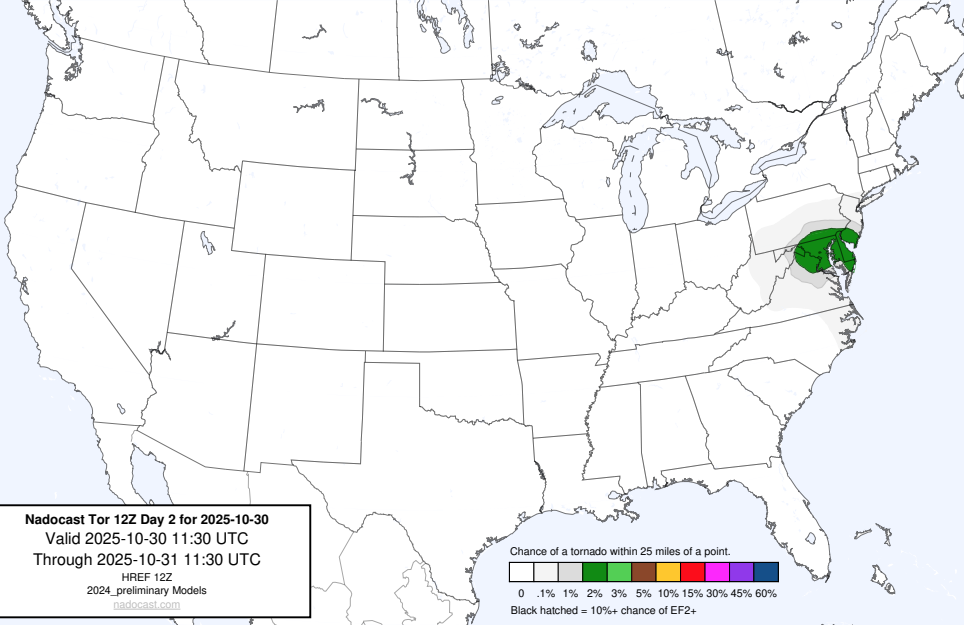 Nadocast Tor 12Z Day 2 for 2025-10-30
Valid 2025-10-30 11:30 UTC
Through 2025-10-31 11:30 UTC
HREF 12Z
2024_preliminary Models
nadocast.com
Chance of a tornado within 25 miles of a point.
0 .1% 1% 2% 3% 5% 10% 15% 30% 45% 60%
Black hatched = 10%+ chance of EF2+